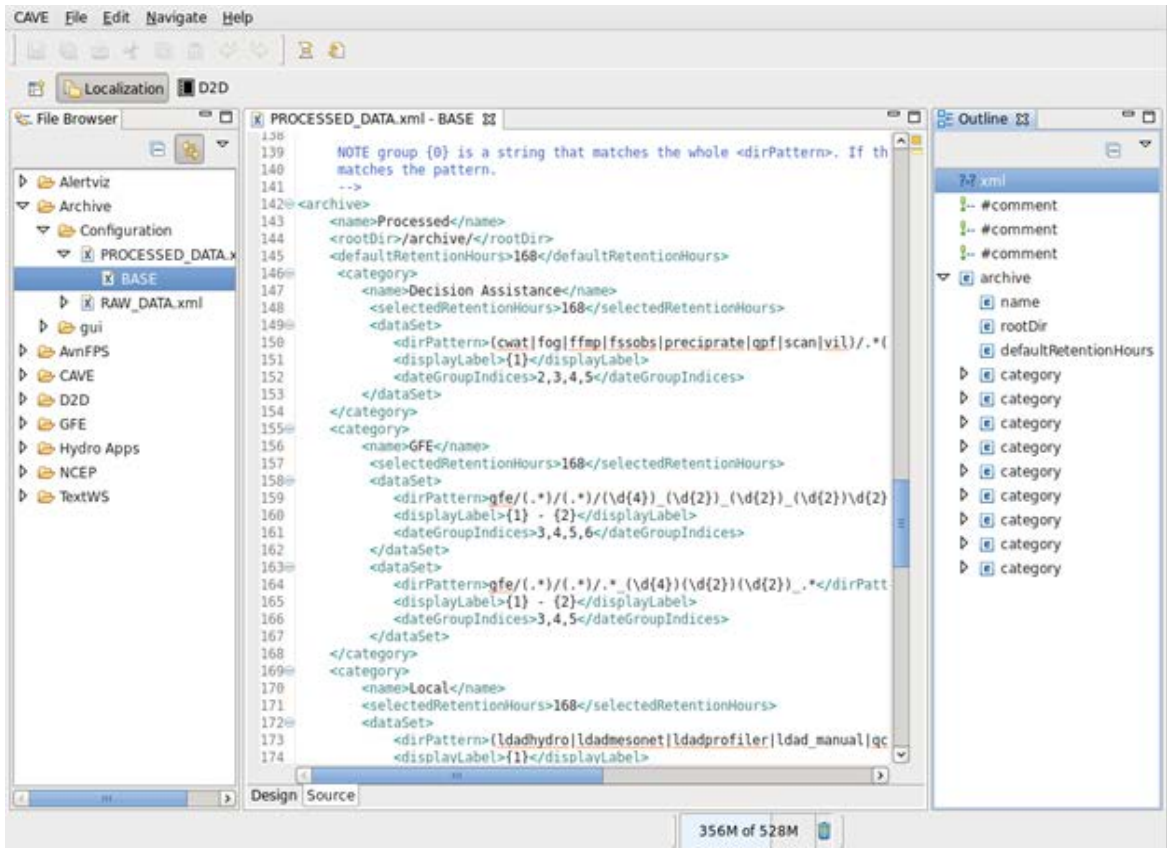 CAVE File Edit Navigate Help
Localization D2D
File Browser
Alertviz
Archive
Configuration
PROCESSED_DATA.x
BASE
RAW_DATA.xml
gui
AvnFPS
CAVE
D2D
GFE
Hydro Apps
NCEP
TextWS
PROCESSED_DATA.xml - BASE
138
139 NOTE group {0} is a string that matches the whole <dirPattern>. If th
140 matches the pattern.
141 -->
142 <archive>
143 <name>Processed</name>
144 <rootDir>/archive/</rootDir>
145 <defaultRetentionHours>168</defaultRetentionHours>
146 <category>
147 <name>Decision Assistance</name>
148 <selectedRetentionHours>168</selectedRetentionHours>
149 <dataSet>
150 <dirPattern>(cwat|fog|ffmp|fssobs|preciprate|qpf|scan|vil)/.*(
151 <displayLabel>{1}</displayLabel>
152 <dateGroupIndices>2,3,4,5</dateGroupIndices>
153 </dataSet>
154 </category>
155 <category>
156 <name>GFE</name>
157 <selectedRetentionHours>168</selectedRetentionHours>
158 <dataSet>
159 <dirPattern>gfe/(.*)/(.*)/(\d{4})_(\d{2})_(\d{2})_(\d{2})\d{2}
160 <displayLabel>{1} - {2}</displayLabel>
161 <dateGroupIndices>3,4,5,6</dateGroupIndices>
162 </dataSet>
163 <dataSet>
164 <dirPattern>gfe/(.*)/(.*)/.*_(\d{4})(\d{2})(\d{2})_.*</dirPatt
165 <displayLabel>{1} - {2}</displayLabel>
166 <dateGroupIndices>3,4,5</dateGroupIndices>
167 </dataSet>
168 </category>
169 <category>
170 <name>Local</name>
171 <selectedRetentionHours>168</selectedRetentionHours>
172 <dataSet>
173 <dirPattern>(ldadhydro|ldadmesonet|ldadprofiler|ldad_manual|qc
174 <displayLabel>{1}</displayLabel>
Design Source
Outline
?-? xml
#comment
#comment
#comment
archive
name
rootDir
defaultRetentionHours
category
category
category
category
category
category
category
category
category
356M of 528M